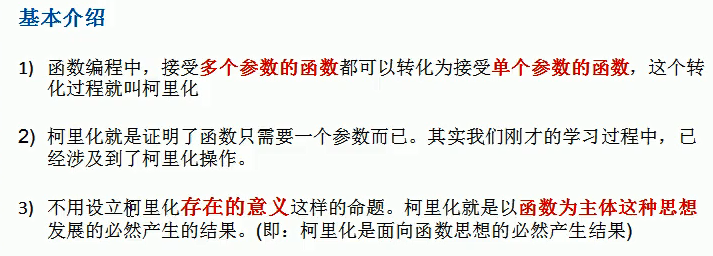 基本介绍
1) 函数编程中，接受多个参数的函数都可以转化为接受单个参数的函数，这个转
化过程就叫柯里化
2) 柯里化就是证明了函数只需要一个参数而已。其实我们刚才的学习过程中，已
经涉及到了柯里化操作。
3) 不用设立柯里化存在的意义这样的命题。柯里化就是以函数为主体这种思想
发展的必然产生的结果。(即：柯里化是面向函数思想的必然产生结果)